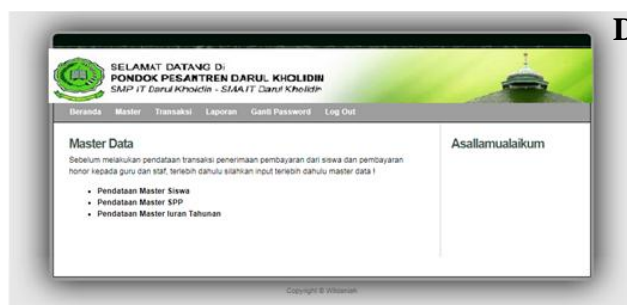 D
SELAMAT DATANG Di
PONDOK PESANTREN DARUL KHOLIDIN
SMP IT Darul Kholidin - SMA IT Darul Kholidin
Beranda Master Transaksi Laporan Ganti Password Log Out
Master Data
Asallamualaikum
Sebelum melakukan pendataan transaksi penerimaan pembayaran dari siswa dan pembayaran
honor kepada guru dan staf, terlebih dahulu silahkan input terlebih dahulu master data !
• Pendataan Master Siswa
• Pendataan Master SPP
• Pendataan Master Iuran Tahunan
Copyright ©